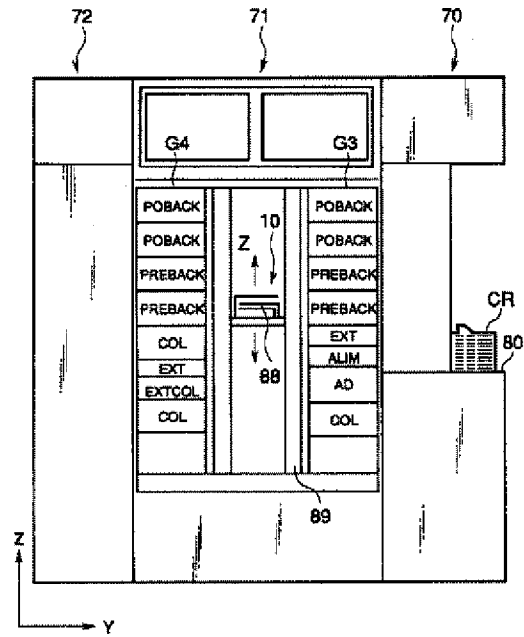 72
71
70
G4
G3
POBACK
POBACK
PREBACK
PREBACK
COL
EXT
EXTCOL
COL
Z
10
88
POBACK
POBACK
PREBACK
PREBACK
EXT
ALIM
AD
COL
CR
80
89
Z
Y